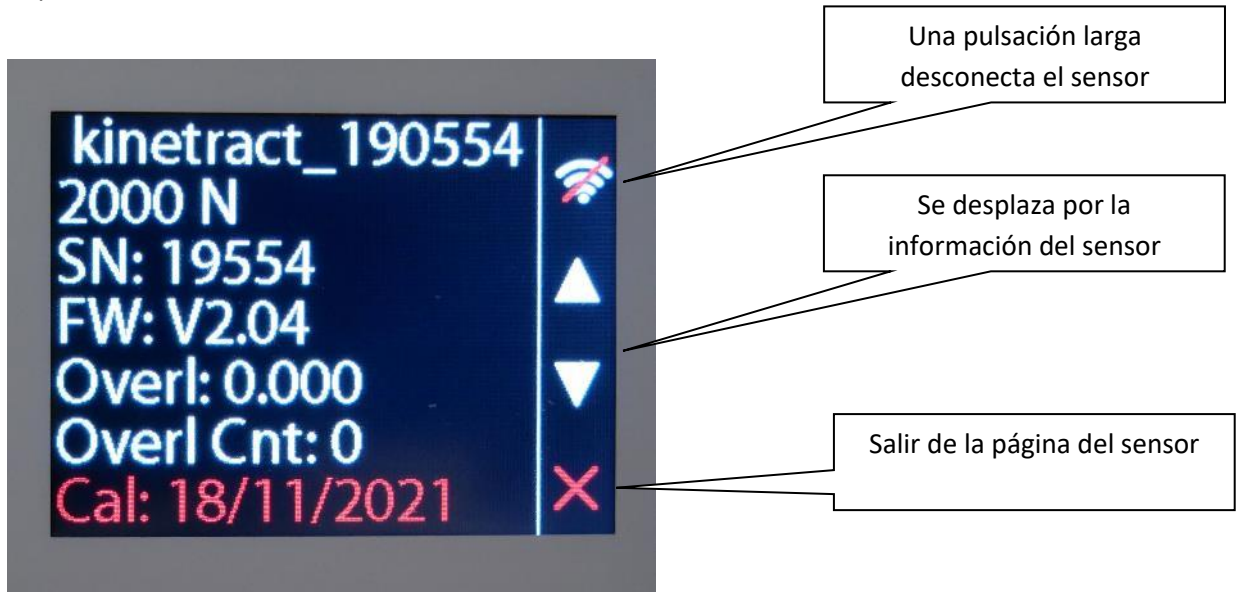 Una pulsación larga
desconecta el sensor
kinetract_190554
2000 N
SN: 19554
FW: V2.04
Overl: 0.000
Overl Cnt: 0
Cal: 18/11/2021
Se desplaza por la
información del sensor
Salir de la página del sensor